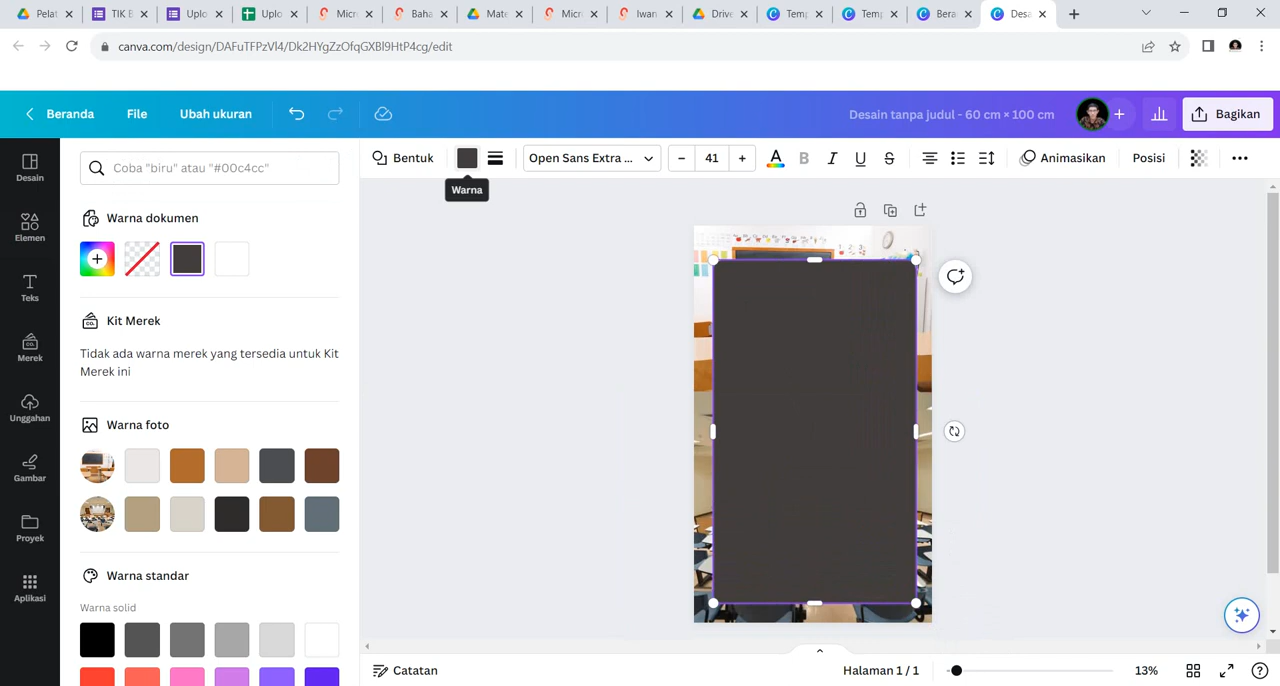 Pelat
TIK B
Uplo
Uplo
Micro
Baha
Mate
Micro
Iwan
Drive
Temp
Temp
Bera
Desa
canva.com/design/DAFuTFPzVl4/Dk2HYgZzOfqGXBl9HtP4cg/edit
Beranda
File
Ubah ukuran
Desain tanpa judul - 60 cm × 100 cm
Bagikan
Desain
Elemen
Teks
Merek
Unggahan
Gambar
Proyek
Aplikasi
Coba "biru" atau "#00c4cc"
Bentuk
Open Sans Extra ...
41
Animasikan
Posisi
Warna
Warna dokumen
Kit Merek
Tidak ada warna merek yang tersedia untuk Kit
Merek ini
Warna foto
Warna standar
Warna solid
Catatan
Halaman 1 / 1
13%